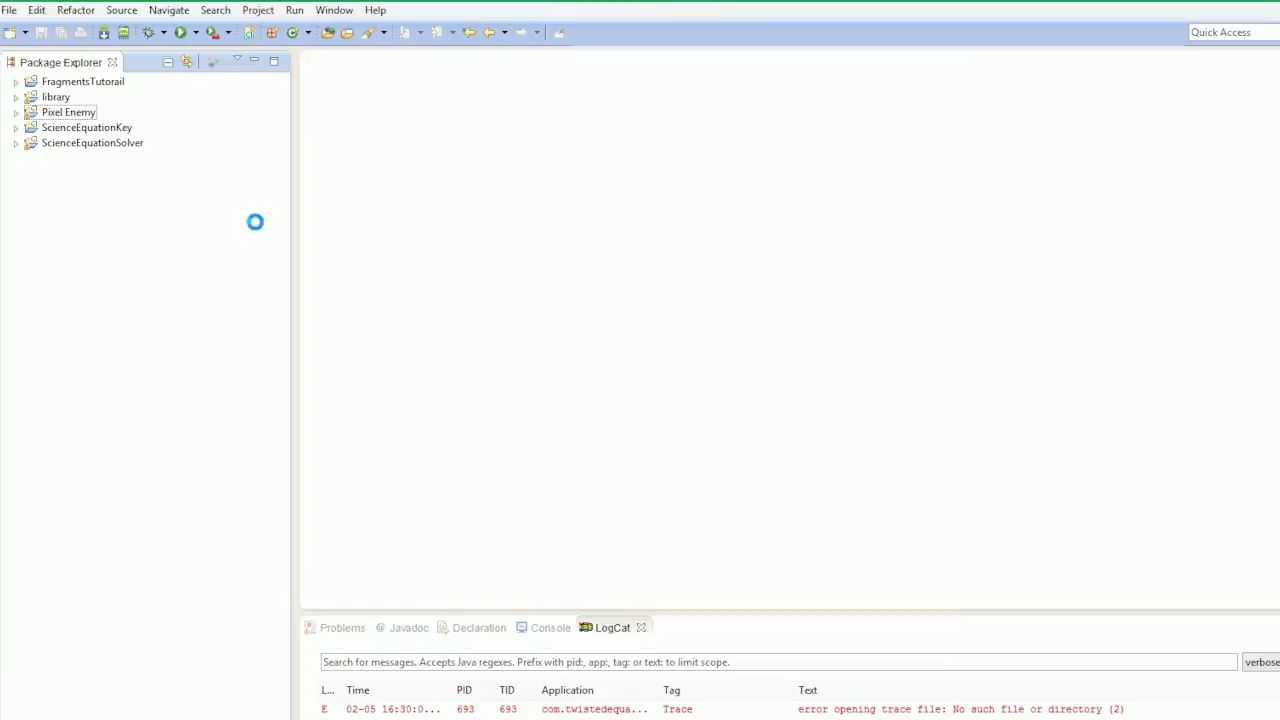 File Edit Refactor Source Navigate Search Project Run Window Help
Quick Access
Package Explorer
FragmentsTutorail
library
Pixel Enemy
ScienceEquationKey
ScienceEquationSolver
Problems @ Javadoc Declaration Console LogCat
Search for messages. Accepts Java regexes. Prefix with pid:, app:, tag: or text: to limit scope.
verbose
L... Time PID TID Application Tag Text
E 02-05 16:30:0... 693 693 com.twistedequa... Trace error opening trace file: No such file or directory (2)